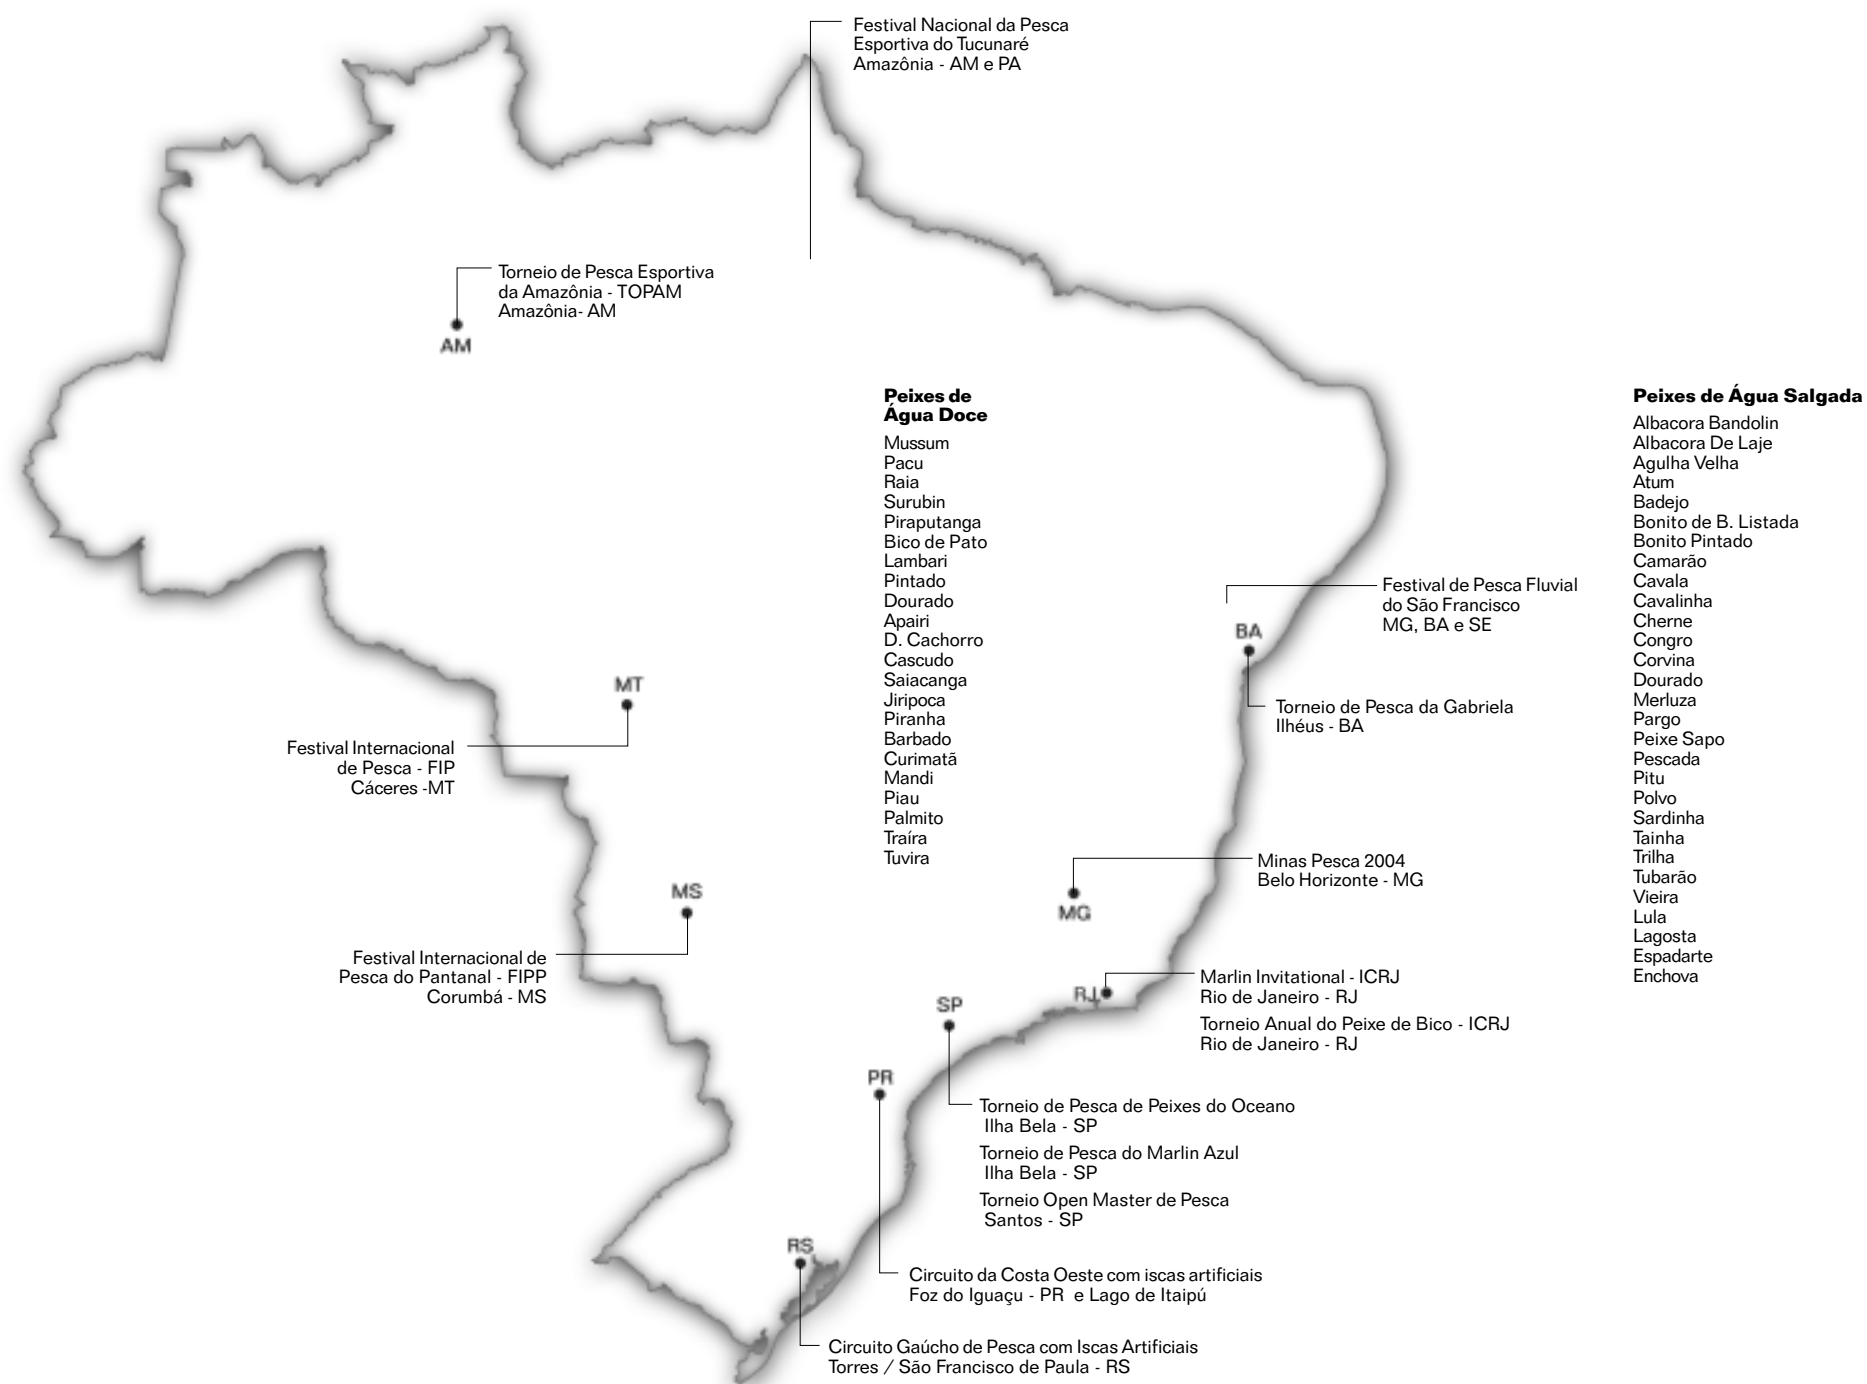 Festival Nacional da Pesca
Esportiva do Tucunaré
Amazônia - AM e PA
Torneio de Pesca Esportiva
da Amazônia - TOPAM
Amazônia- AM
AM
Peixes de
Água Doce
Mussum
Pacu
Raia
Surubin
Piraputanga
Bico de Pato
Lambari
Pintado
Dourado
Apairi
D. Cachorro
Cascudo
Saiacanga
Jiripoca
Piranha
Barbado
Curimatã
Mandi
Piau
Palmito
Traíra
Tuvira
Peixes de Água Salgada
Albacora Bandolin
Albacora De Laje
Agulha Velha
Atum
Badejo
Bonito de B. Listada
Bonito Pintado
Camarão
Cavala
Cavalinha
Cherne
Congro
Corvina
Dourado
Merluza
Pargo
Peixe Sapo
Pescada
Pitu
Polvo
Sardinha
Tainha
Trilha
Tubarão
Vieira
Lula
Lagosta
Espadarte
Enchova
Festival de Pesca Fluvial
do São Francisco
MG, BA e SE
BA
Torneio de Pesca da Gabriela
Ilhéus - BA
MT
Festival Internacional
de Pesca - FIP
Cáceres -MT
Minas Pesca 2004
Belo Horizonte - MG
MG
MS
Festival Internacional de
Pesca do Pantanal - FIPP
Corumbá - MS
RJ
Marlin Invitational - ICRJ
Rio de Janeiro - RJ
Torneio Anual do Peixe de Bico - ICRJ
Rio de Janeiro - RJ
SP
Torneio de Pesca de Peixes do Oceano
Ilha Bela - SP
Torneio de Pesca do Marlin Azul
Ilha Bela - SP
Torneio Open Master de Pesca
Santos - SP
PR
Circuito da Costa Oeste com iscas artificiais
Foz do Iguaçu - PR e Lago de Itaipú
RS
Circuito Gaúcho de Pesca com Iscas Artificiais
Torres / São Francisco de Paula - RS